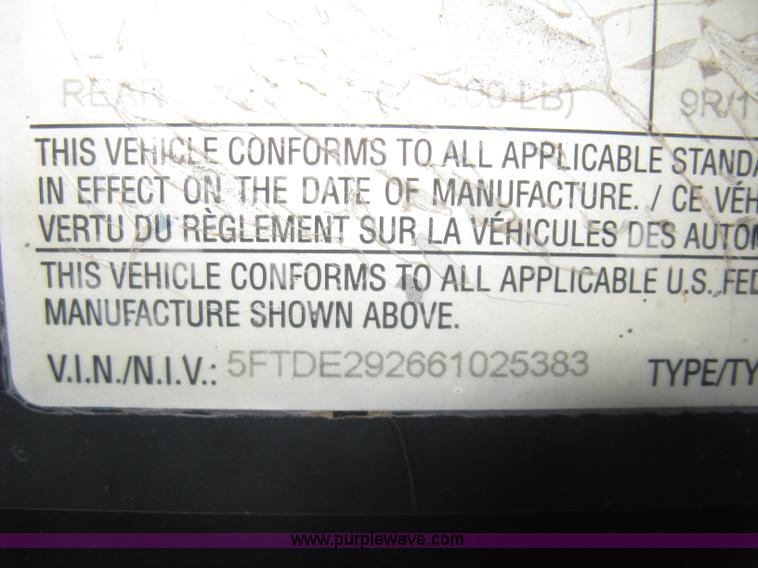 REAR 000 LB) 9R/1
THIS VEHICLE CONFORMS TO ALL APPLICABLE STANDA
IN EFFECT ON THE DATE OF MANUFACTURE. / CE VÉH
VERTU DU RÈGLEMENT SUR LA VÉHICULES DES AUTOM
THIS VEHICLE CONFORMS TO ALL APPLICABLE U.S. FED
MANUFACTURE SHOWN ABOVE.
V.I.N./N.I.V.: 5FTDE292661025383 TYPE/TY
www.purplewave.com